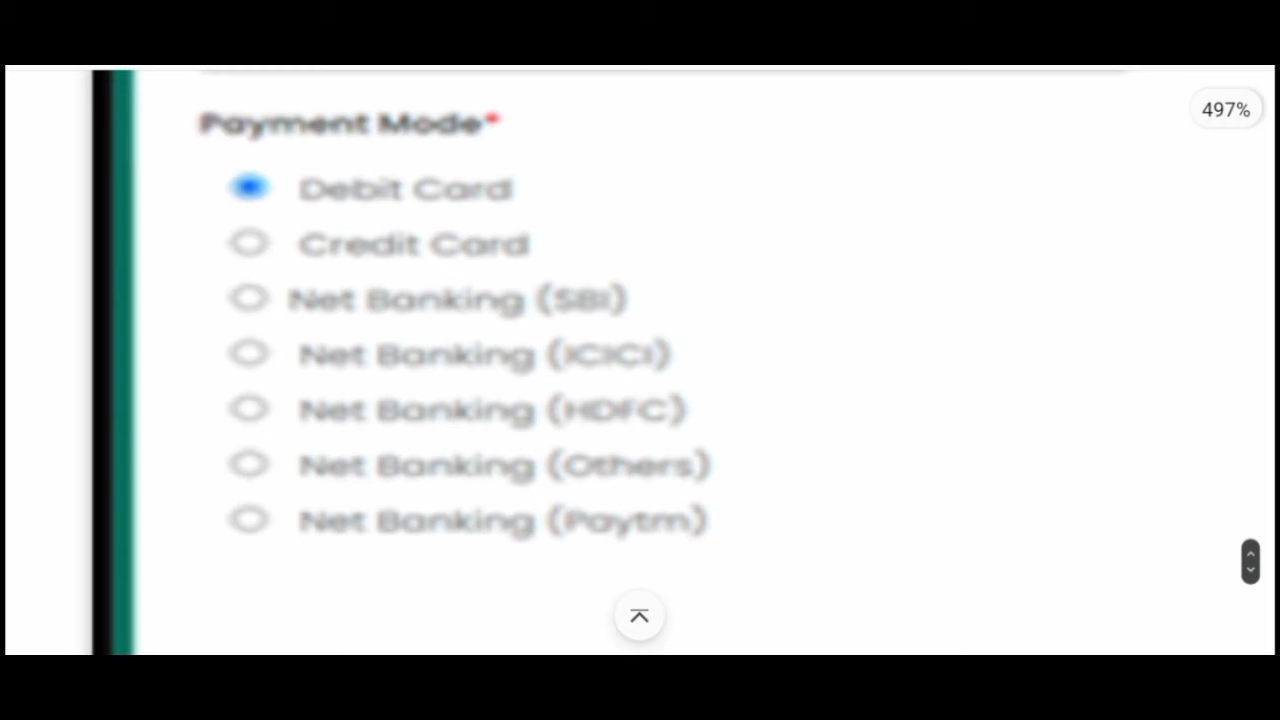 Payment Mode*
497%
Debit Card
Credit Card
Net Banking (SBI)
Net Banking (ICICI)
Net Banking (HDFC)
Net Banking (Others)
Net Banking (Paytm)